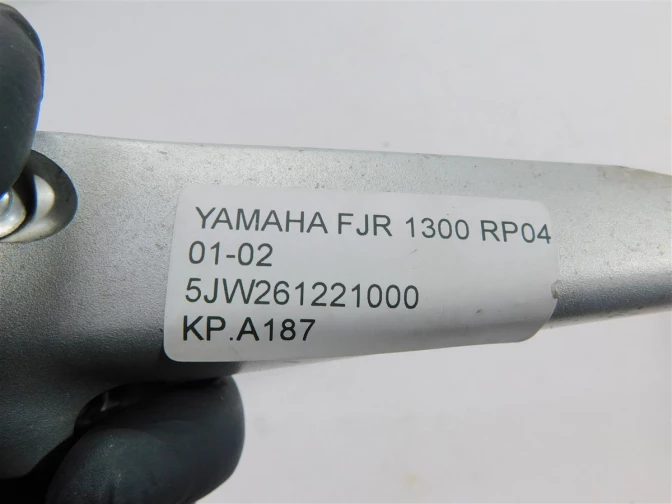 YAMAHA FJR 1300 RP04
01-02
5JW261221000
KP.A187